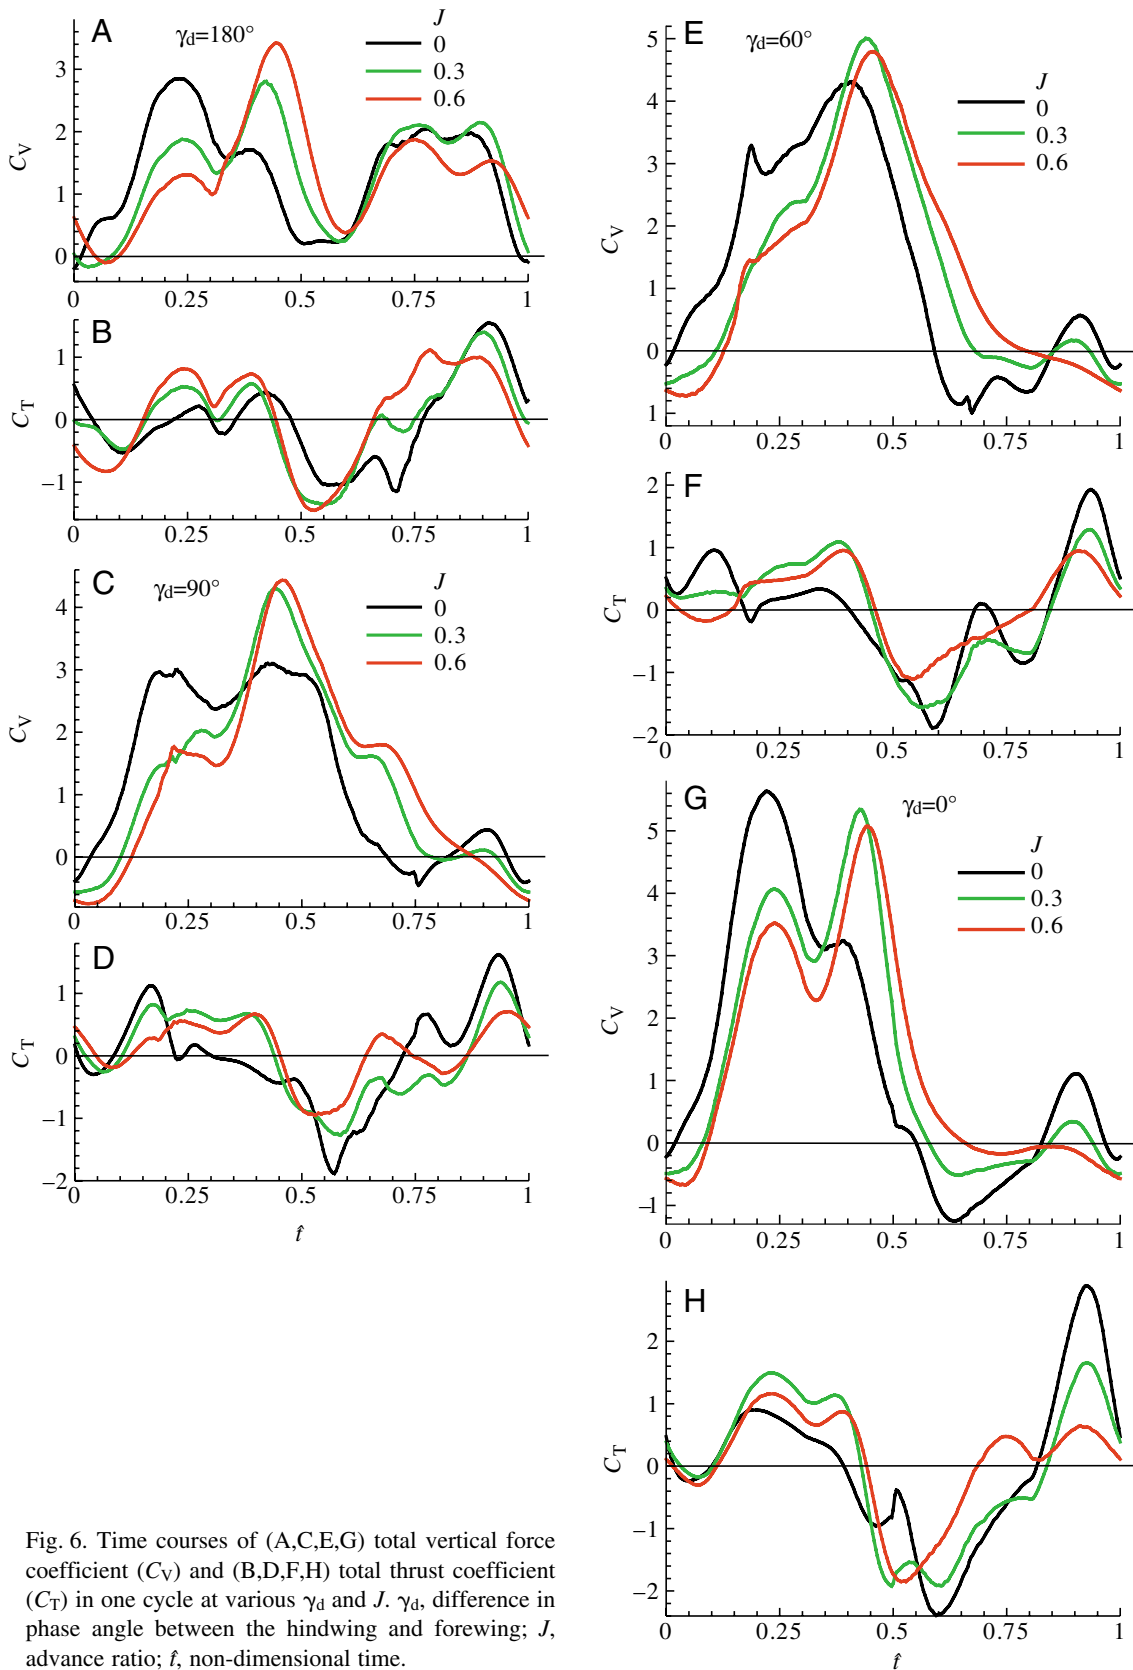 A
γd=180°
J
0
0.3
0.6
3
2
1
0
CV
0 0.25 0.5 0.75 1
B
1
0
−1
CT
0 0.25 0.5 0.75 1
C
γd=90°
J
0
0.3
0.6
4
3
2
1
0
CV
0 0.25 0.5 0.75 1
D
1
0
−1
−2
CT
0 0.25 0.5 0.75 1
t̂
E
γd=60°
J
0
0.3
0.6
5
4
3
2
1
0
1
CV
0 0.25 0.5 0.75 1
F
2
1
0
−1
−2
CT
0 0.25 0.5 0.75 1
G
γd=0°
J
0
0.3
0.6
5
4
3
2
1
0
−1
CV
0 0.25 0.5 0.75 1
H
2
1
0
−1
−2
CT
0 0.25 0.5 0.75 1
t̂
Fig. 6. Time courses of (A,C,E,G) total vertical force
coefficient (CV) and (B,D,F,H) total thrust coefficient
(CT) in one cycle at various γd and J. γd, difference in
phase angle between the hindwing and forewing; J,
advance ratio; t̂, non-dimensional time.